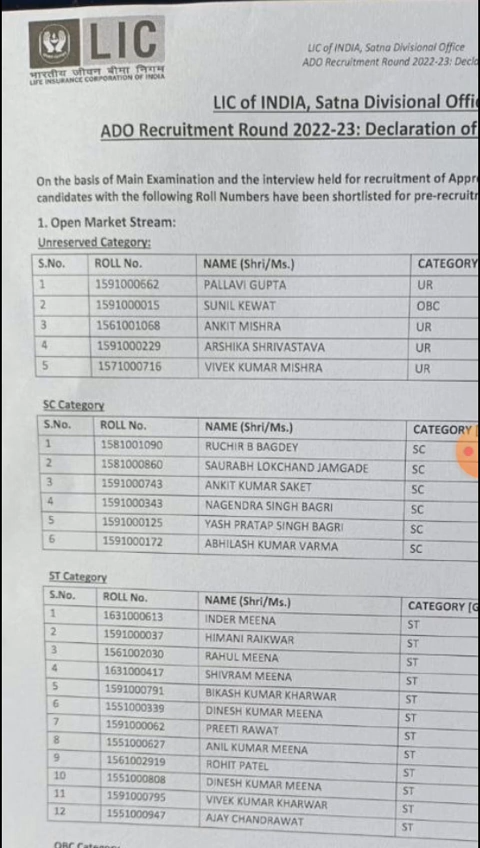 LIC
भारतीय जीवन बीमा निगम
LIFE INSURANCE CORPORATION OF INDIA
LIC of INDIA, Satna Divisional Office
ADO Recruitment Round 2022-23: Decla
LIC of INDIA, Satna Divisional Offi
ADO Recruitment Round 2022-23: Declaration of
On the basis of Main Examination and the interview held for recruitment of Appr
candidates with the following Roll Numbers have been shortlisted for pre-recruitr
1. Open Market Stream:
Unreserved Category:
S.No. ROLL No. NAME (Shri/Ms.) CATEGORY
1 1591000662 PALLAVI GUPTA UR
2 1591000015 SUNIL KEWAT OBC
3 1561001068 ANKIT MISHRA UR
4 1591000229 ARSHIKA SHRIVASTAVA UR
5 1571000716 VIVEK KUMAR MISHRA UR
SC Category
S.No. ROLL No. NAME (Shri/Ms.) CATEGORY [
1 1581001090 RUCHIR B BAGDEY SC
2 1581000860 SAURABH LOKCHAND JAMGADE SC
3 1591000743 ANKIT KUMAR SAKET SC
4 1591000343 NAGENDRA SINGH BAGRI SC
5 1591000125 YASH PRATAP SINGH BAGRI SC
6 1591000172 ABHILASH KUMAR VARMA SC
ST Category
S.No. ROLL No. NAME (Shri/Ms.) CATEGORY [G
1 1631000613 INDER MEENA ST
2 1591000037 HIMANI RAIKWAR ST
3 1561002030 RAHUL MEENA ST
4 1631000417 SHIVRAM MEENA ST
5 1591000791 BIKASH KUMAR KHARWAR ST
6 1551000339 DINESH KUMAR MEENA ST
7 1591000062 PREETI RAWAT ST
8 1551000627 ANIL KUMAR MEENA ST
9 1561002919 ROHIT PATEL ST
10 1551000808 DINESH KUMAR MEENA ST
11 1591000795 VIVEK KUMAR KHARWAR ST
12 1551000947 AJAY CHANDRAWAT ST
OBC Category